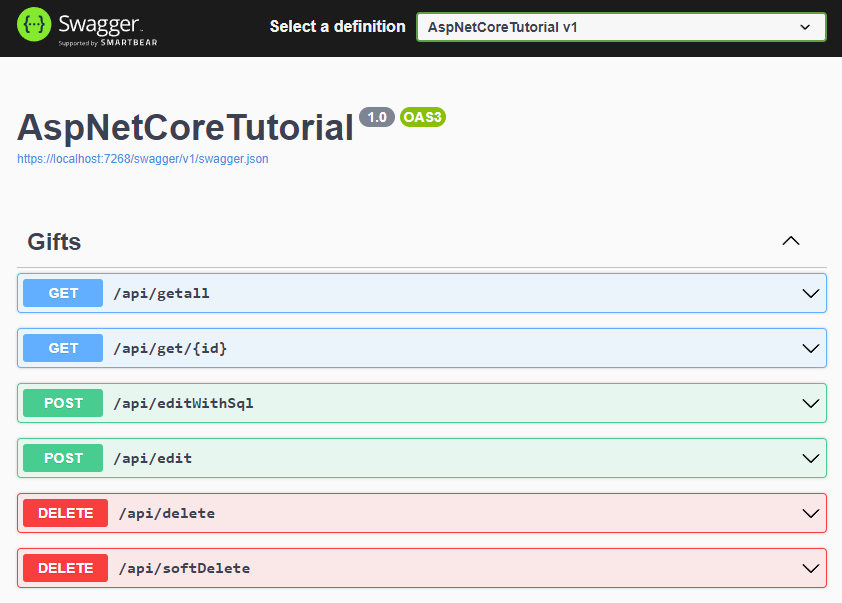 Swagger. Select a definition AspNetCoreTutorial v1
Supported by SMARTBEAR
AspNetCoreTutorial 1.0 OAS3
https://localhost:7268/swagger/v1/swagger.json
Gifts
GET /api/getall
GET /api/get/{id}
POST /api/editWithSql
POST /api/edit
DELETE /api/delete
DELETE /api/softDelete